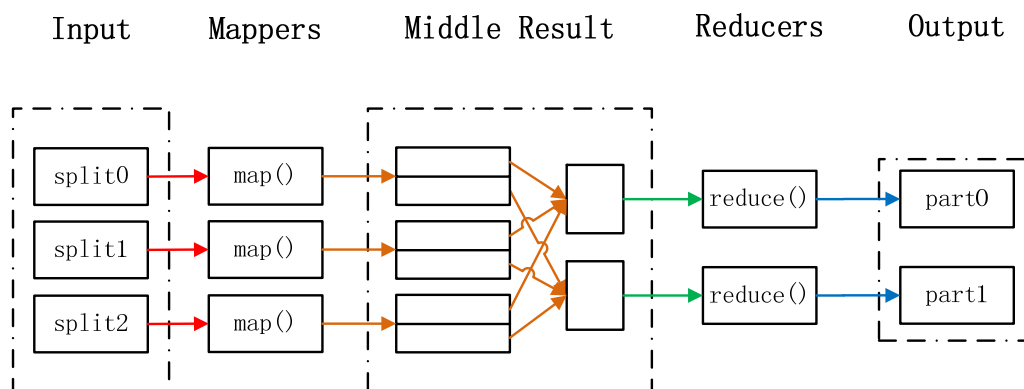 Input Mappers Middle Result Reducers Output
split0 map()
reduce() part0
split1 map()
reduce() part1
split2 map()